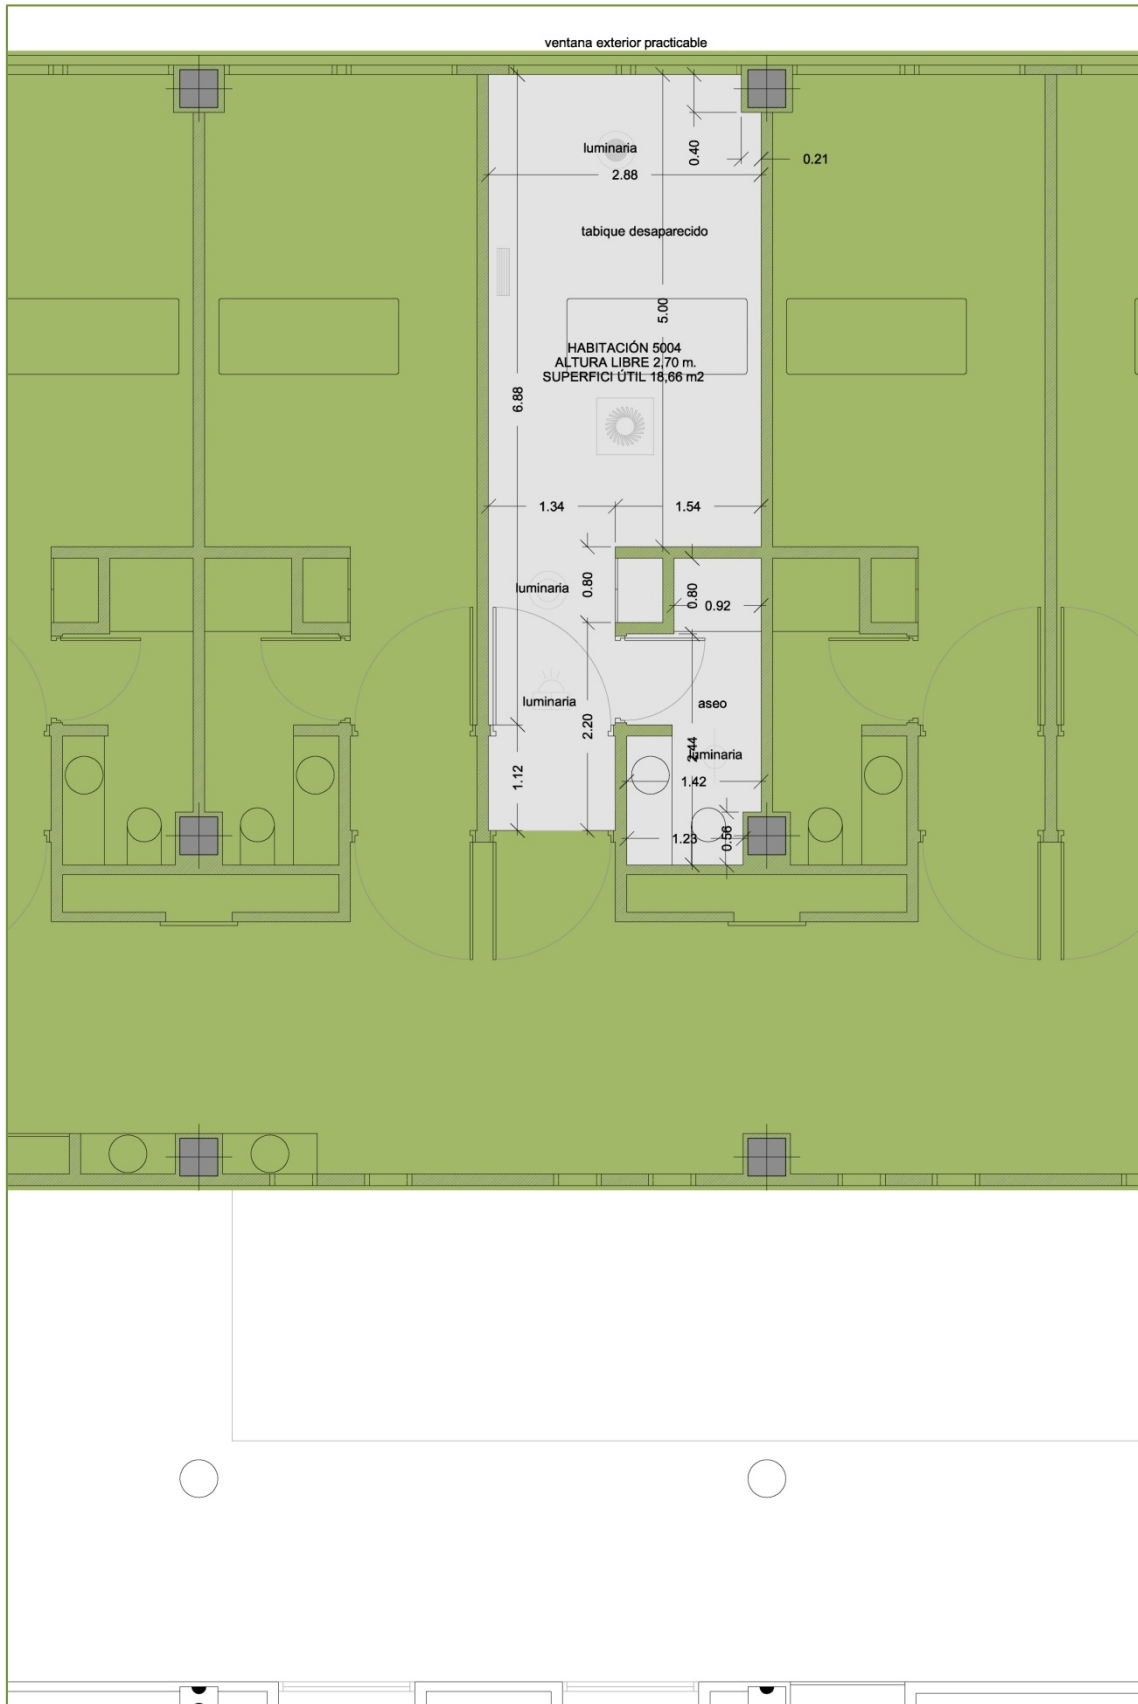 ventana exterior practicable
luminaria
0.40
0.21
2.88
tabique desaparecido
5.00
HABITACIÓN 5004
ALTURA LIBRE 2,70 m.
SUPERFICI ÚTIL 18,66 m2
6.88
1.34
1.54
luminaria
0.80
0.80
0.92
luminaria
aseo
2.20
2.44
luminaria
1.12
1.42
1.23
0.56